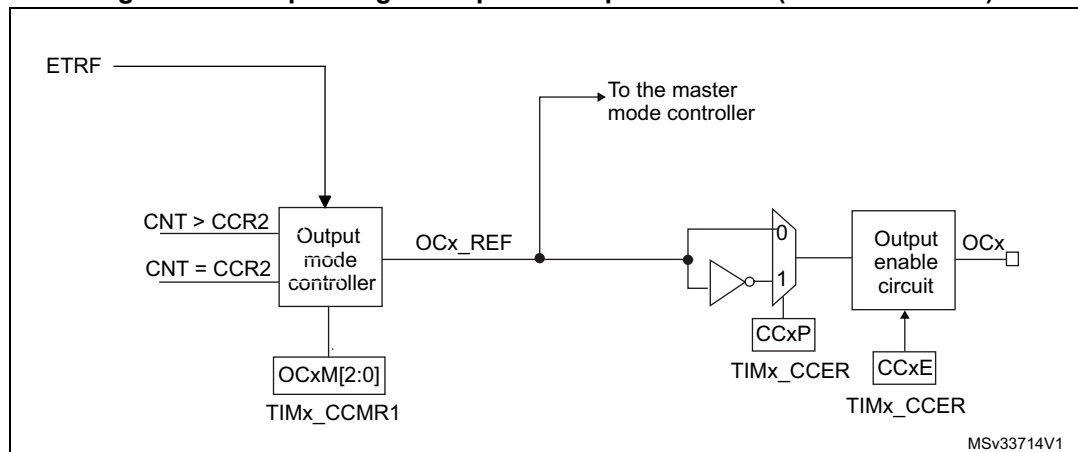 ETRF
To the master
mode controller
CNT > CCR2
CNT = CCR2
Output
mode
controller
OCx_REF
0
1
Output
enable
circuit
OCx
OCxM[2:0]
TIMx_CCMR1
CCxP
TIMx_CCER
CCxE
TIMx_CCER
MSv33714V1